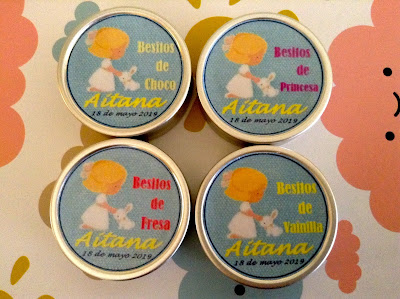 Besitos
de
Choco
Aitana
18 de mayo 2019
Besitos
de
Princesa
Aitana
18 de mayo 2019
Besitos
de
Fresa
Aitana
18 de mayo 2019
Besitos
de
Vainilla
Aitana
18 de mayo 2019